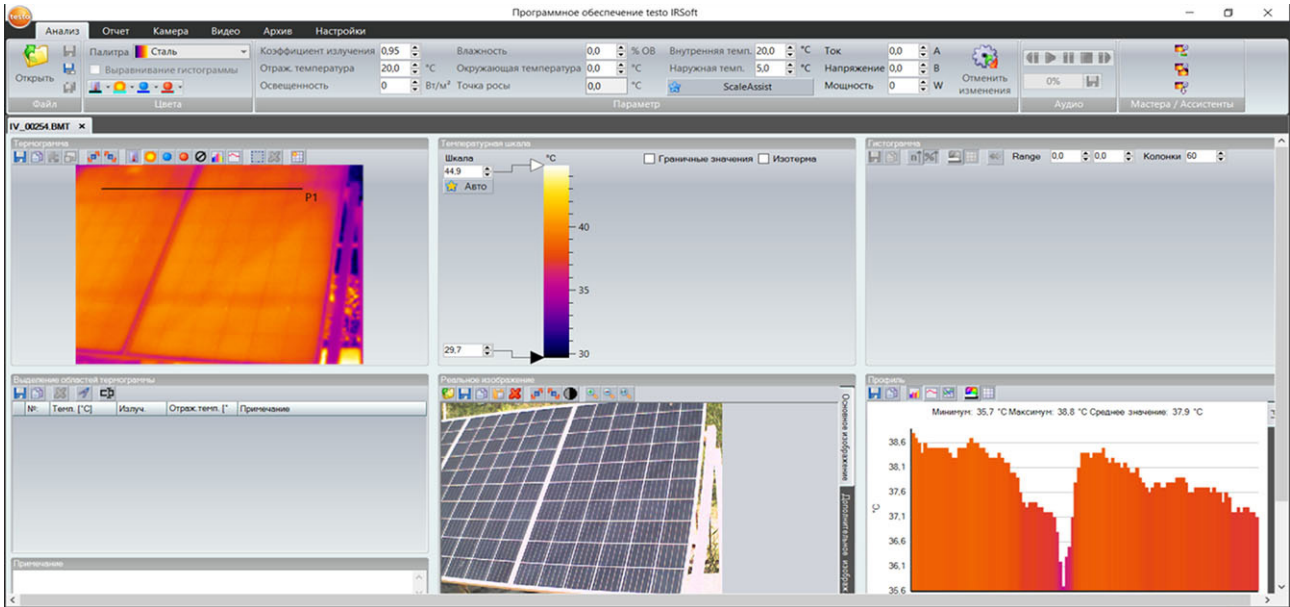 testo
Программное обеспечение testo IRSoft
Анализ Отчет Камера Видео Архив Настройки
Открыть
Файл
Палитра Сталь
Выравнивание гистограммы
Цвета
Коэффициент излучения 0,95 Влажность 0,0 % ОВ Внутренняя темп. 20,0 °C Ток 0,0 A
Отраж. температура 20,0 °C Окружающая температура 0,0 °C Наружная темп. 5,0 °C Напряжение 0,0 В
Освещенность 0 Вт/м² Точка росы 0,0 °C ScaleAssist Мощность 0 W
Отменить
изменения
Параметр
0%
Аудио
Мастера / Ассистенты
IV_00254.BMT
Термограмма
P1
Температурная шкала
Шкала °C Граничные значения Изотерма
44,9
Авто
40
35
29,7
30
Гистограмма
Range 0,0 0,0 Колонки 60
Выделение областей термограммы
№: Темп. [°C] Излуч. Отраж.темп. [° Примечание
Примечание
Реальное изображение
Основное изображение
Дополнительное изображ
Профиль
Минимум: 35,7 °C Максимум: 38,8 °C Среднее значение: 37,9 °C
38,6
38,1
37,6
°C
37,1
36,6
36,1
35,6